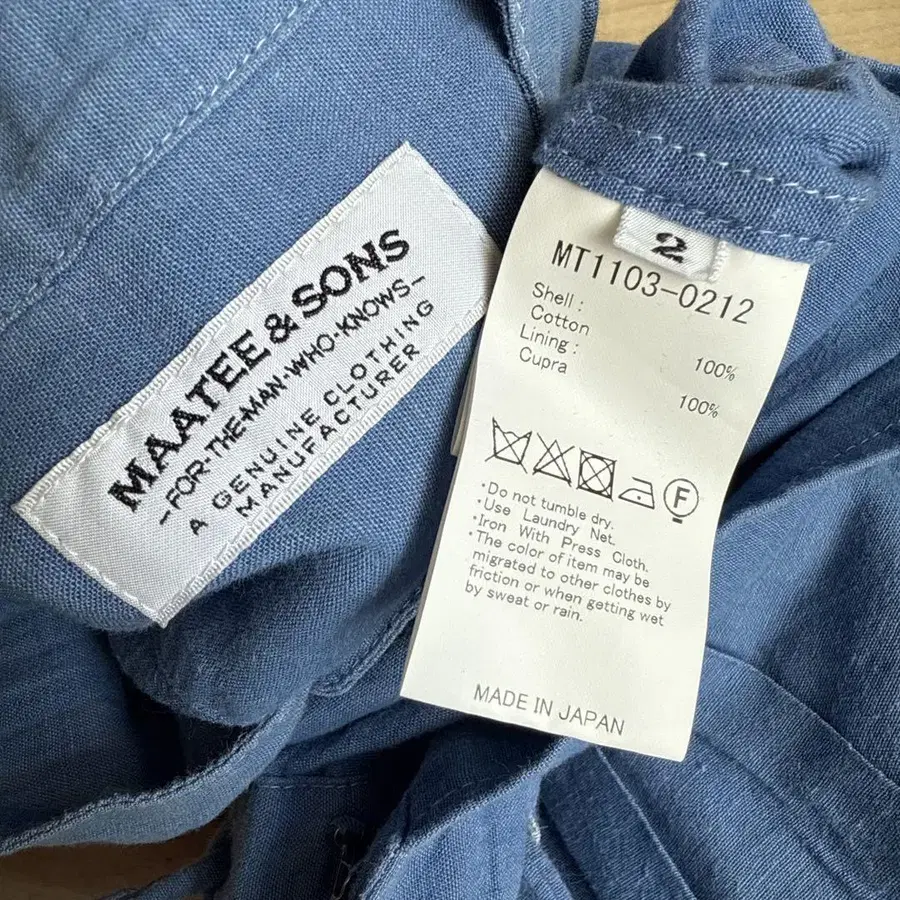 MAATEE & SONS
-FOR·THE·MAN·WHO·KNOWS-
A GENUINE CLOTHING
MANUFACTURER
2
MT1103-0212
Shell :
Cotton 100%
Lining :
Cupra 100%
F
·Do not tumble dry.
·Use Laundry Net.
·Iron With Press Cloth.
·The color of item may be
migrated to other clothes by
friction or when getting wet
by sweat or rain.
MADE IN JAPAN